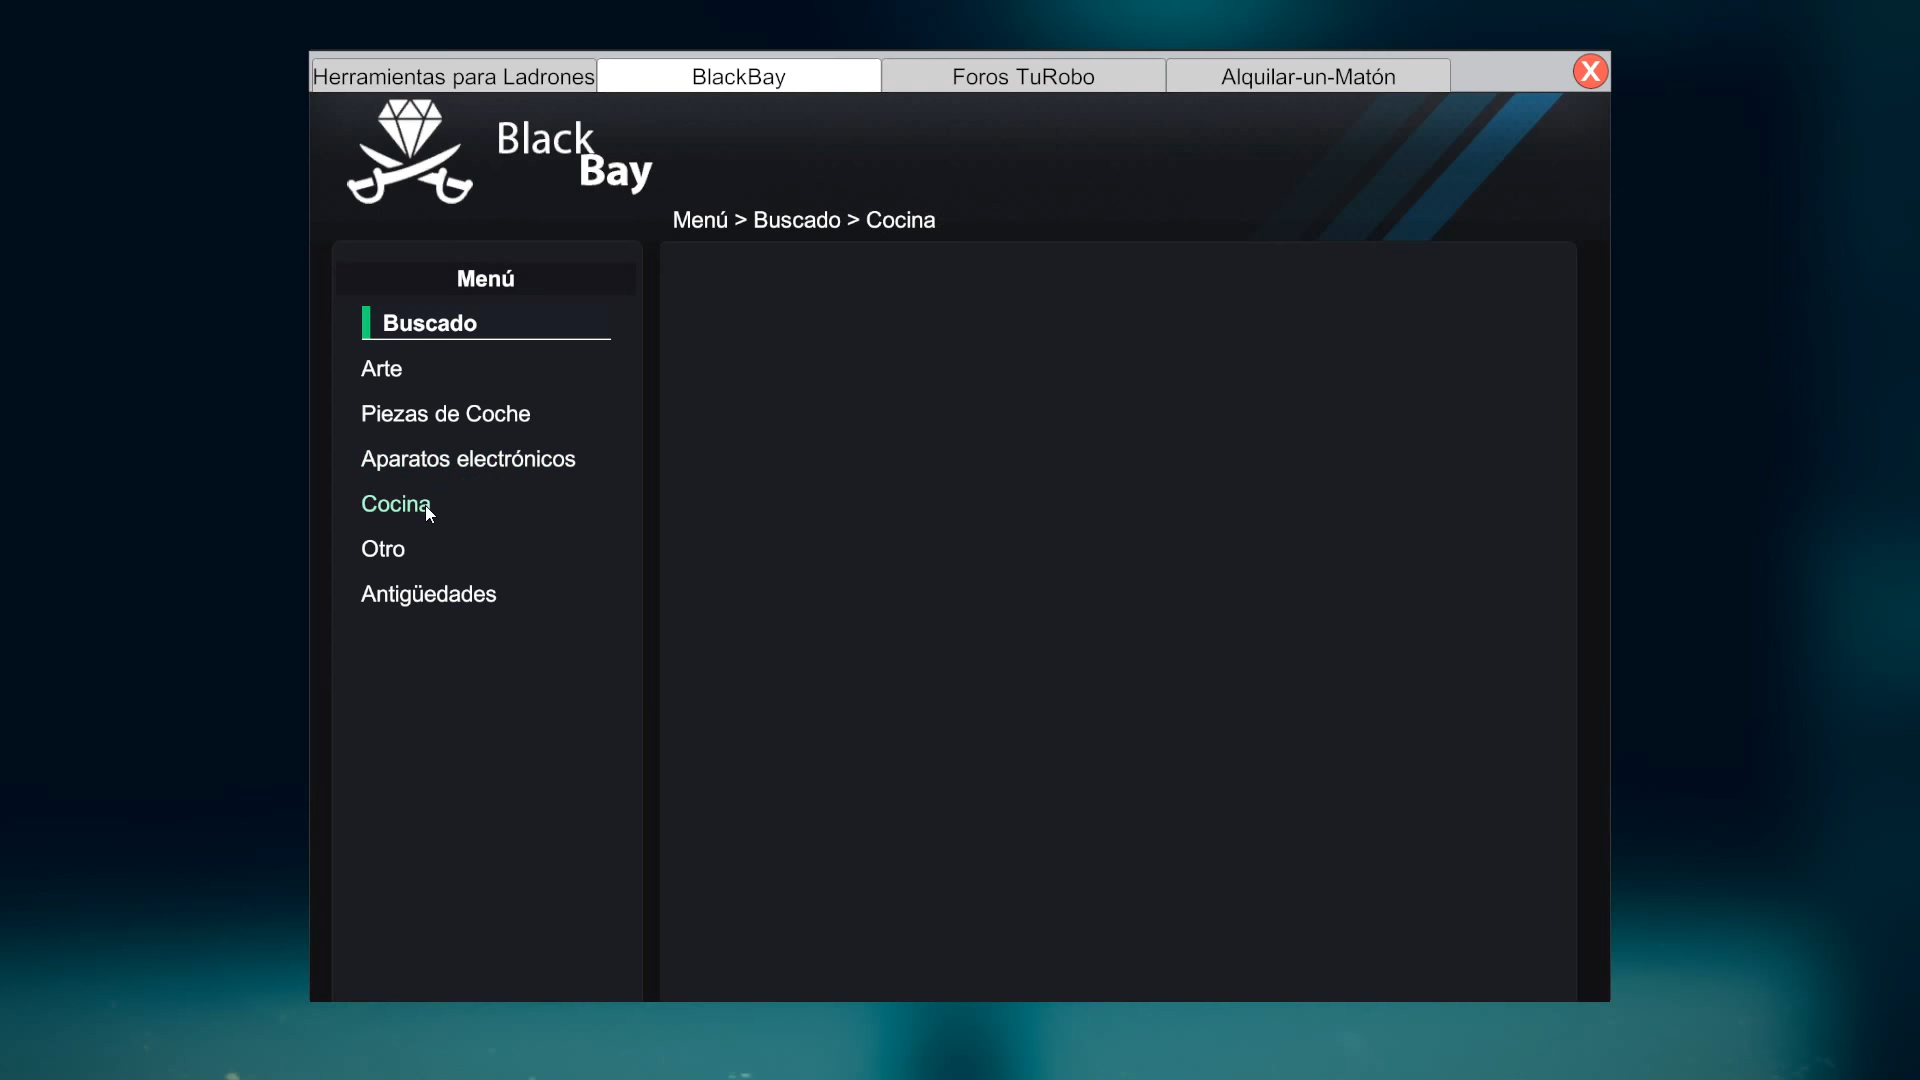 Herramientas para Ladrones
BlackBay
Foros TuRobo
Alquilar-un-Matón
X
Black
Bay
Menú > Buscado > Cocina
Menú
Buscado
Arte
Piezas de Coche
Aparatos electrónicos
Cocina
Otro
Antigüedades